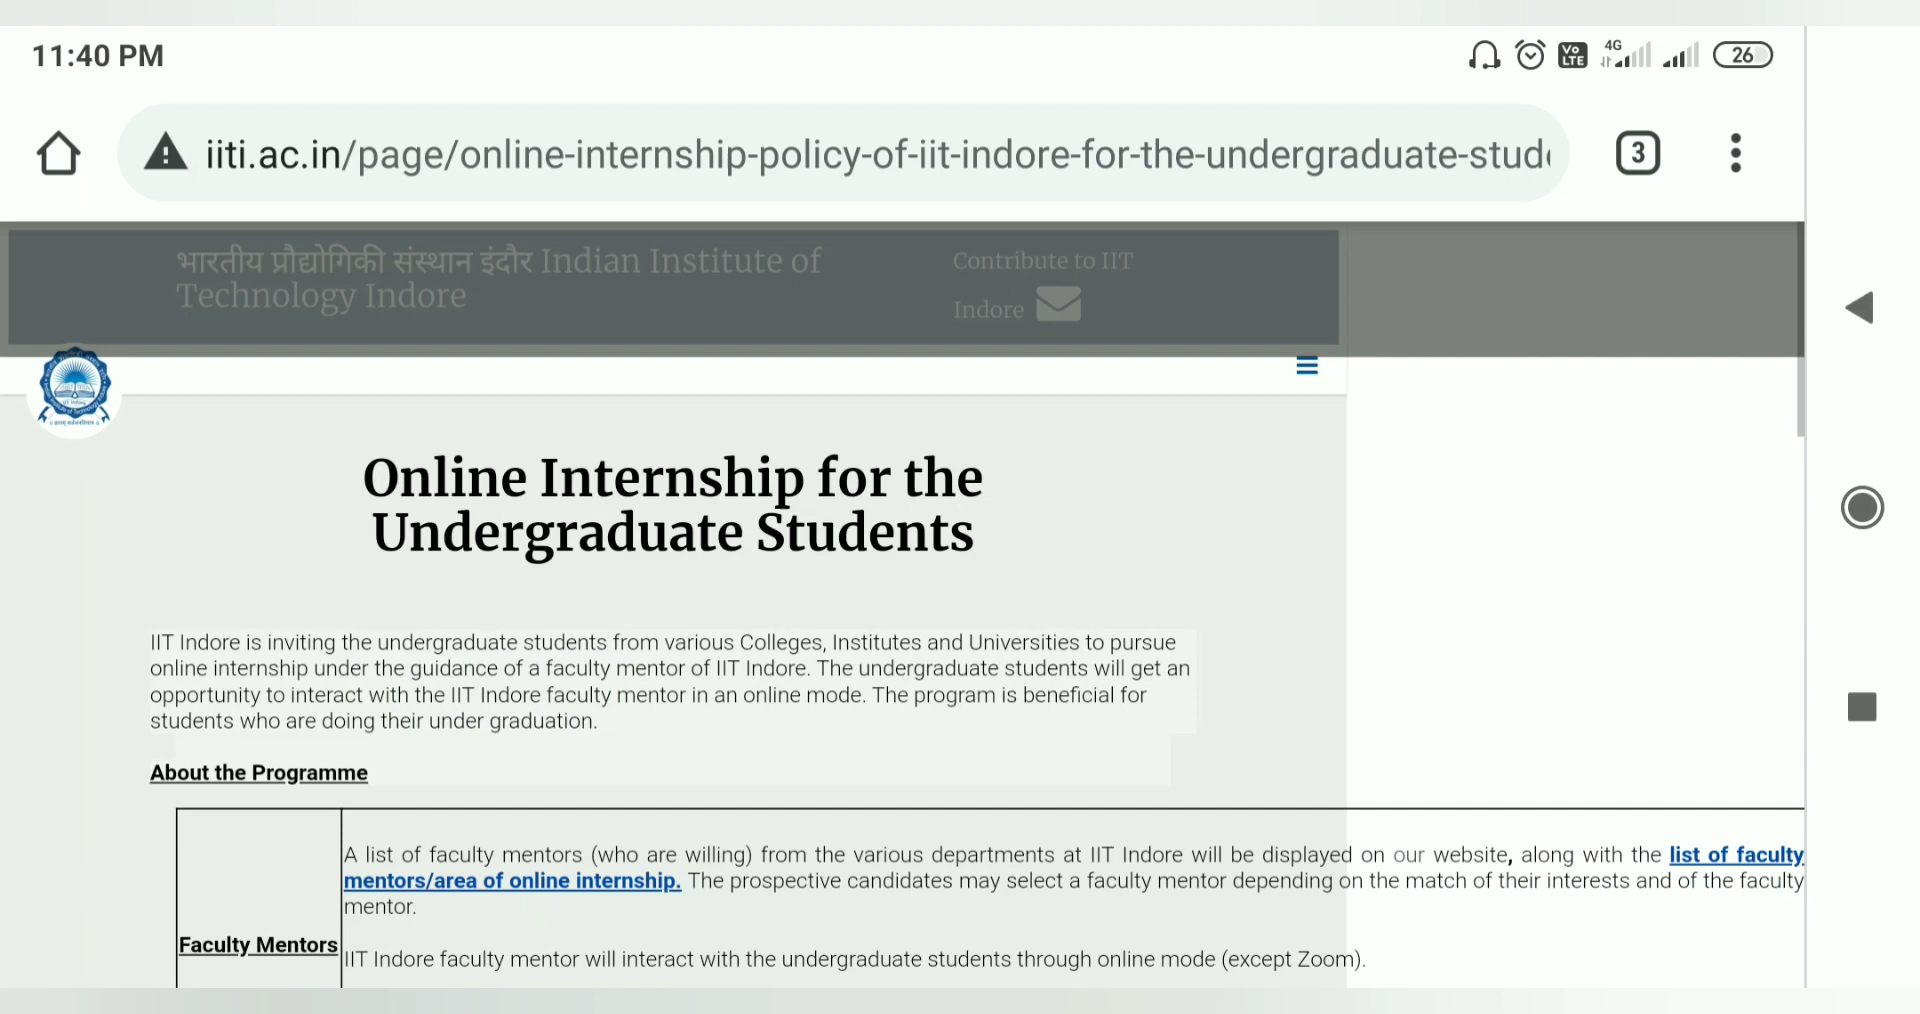 11:40 PM
Vo LTE
4G
26
iiti.ac.in/page/online-internship-policy-of-iit-indore-for-the-undergraduate-stud
3
भारतीय प्रौद्योगिकी संस्थान इंदौर Indian Institute of
Technology Indore
Contribute to IIT
Indore
Online Internship for the
Undergraduate Students
IIT Indore is inviting the undergraduate students from various Colleges, Institutes and Universities to pursue
online internship under the guidance of a faculty mentor of IIT Indore. The undergraduate students will get an
opportunity to interact with the IIT Indore faculty mentor in an online mode. The program is beneficial for
students who are doing their under graduation.
About the Programme
A list of faculty mentors (who are willing) from the various departments at IIT Indore will be displayed on our website, along with the list of faculty
mentors/area of online internship. The prospective candidates may select a faculty mentor depending on the match of their interests and of the faculty
mentor.
Faculty Mentors
IIT Indore faculty mentor will interact with the undergraduate students through online mode (except Zoom).